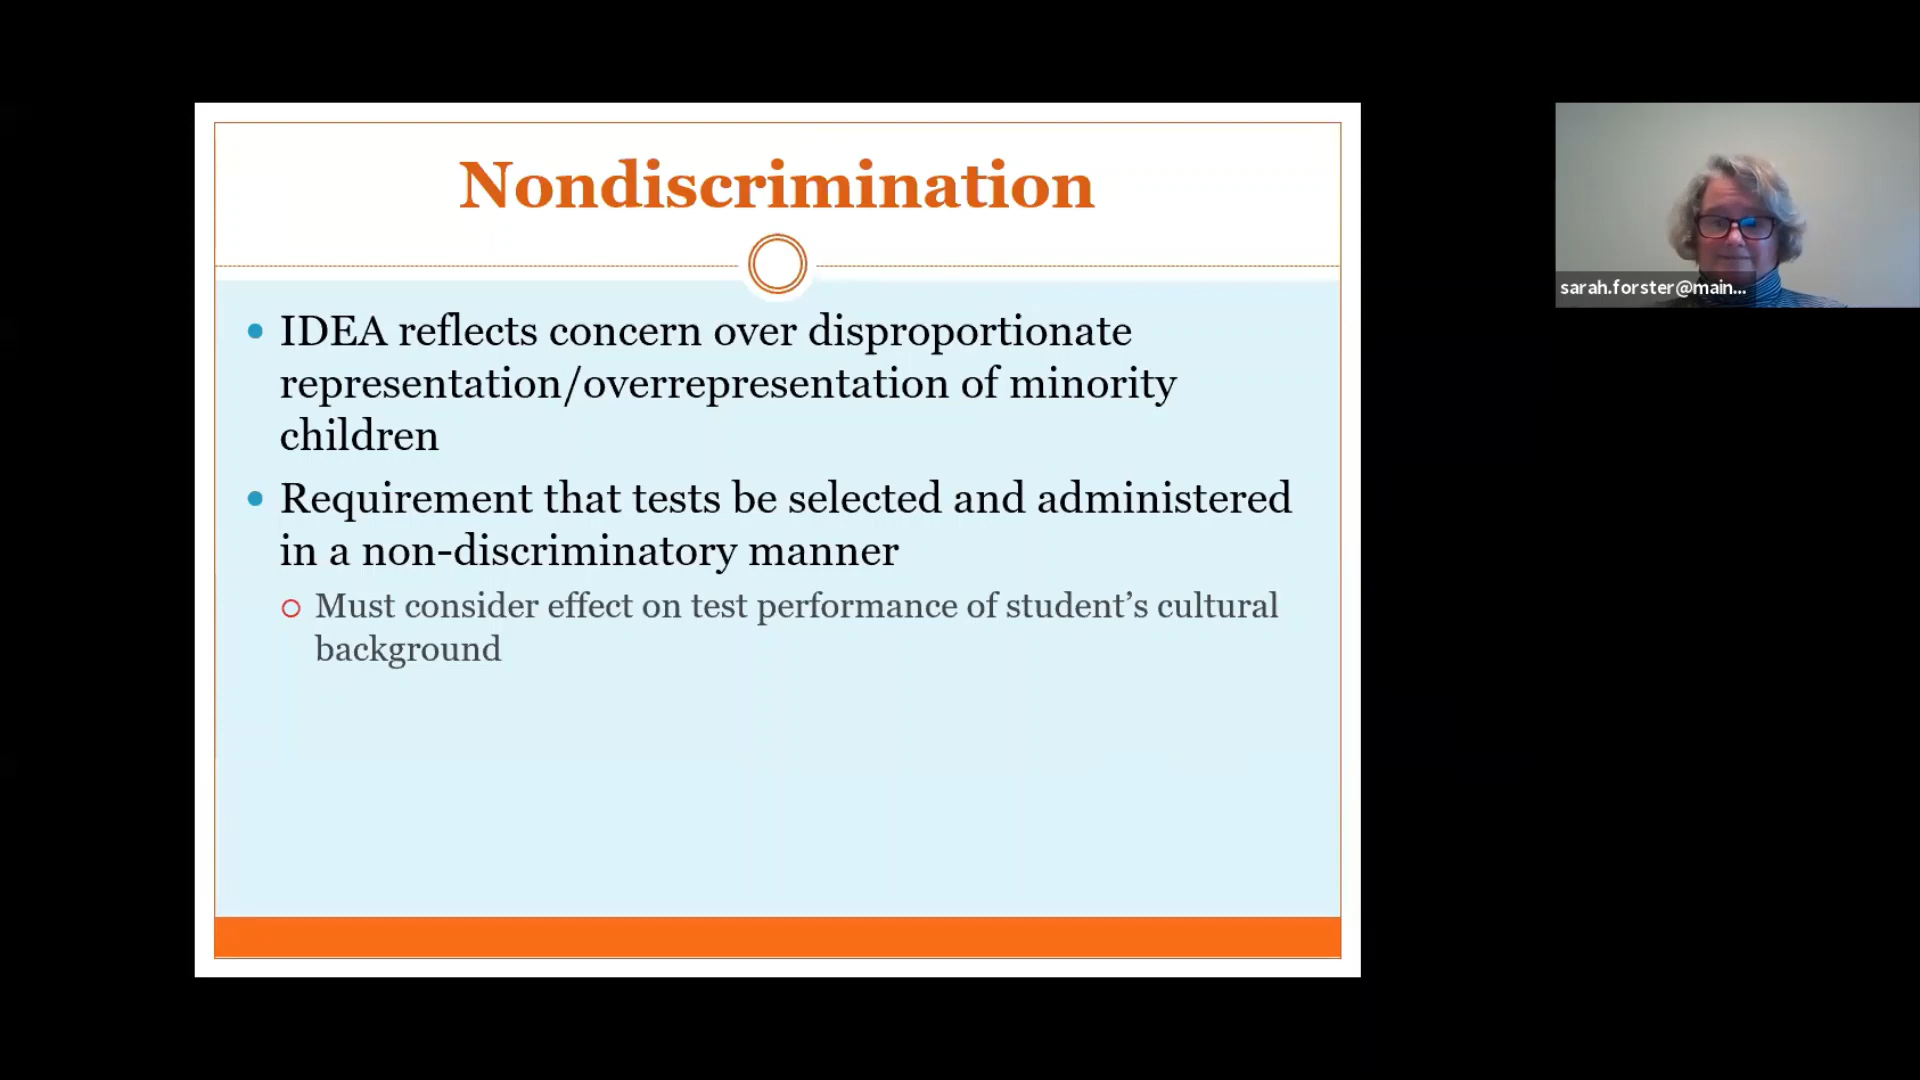 Nondiscrimination
• IDEA reflects concern over disproportionate
representation/overrepresentation of minority
children
• Requirement that tests be selected and administered
in a non-discriminatory manner
○ Must consider effect on test performance of student’s cultural
background
sarah.forster@main...